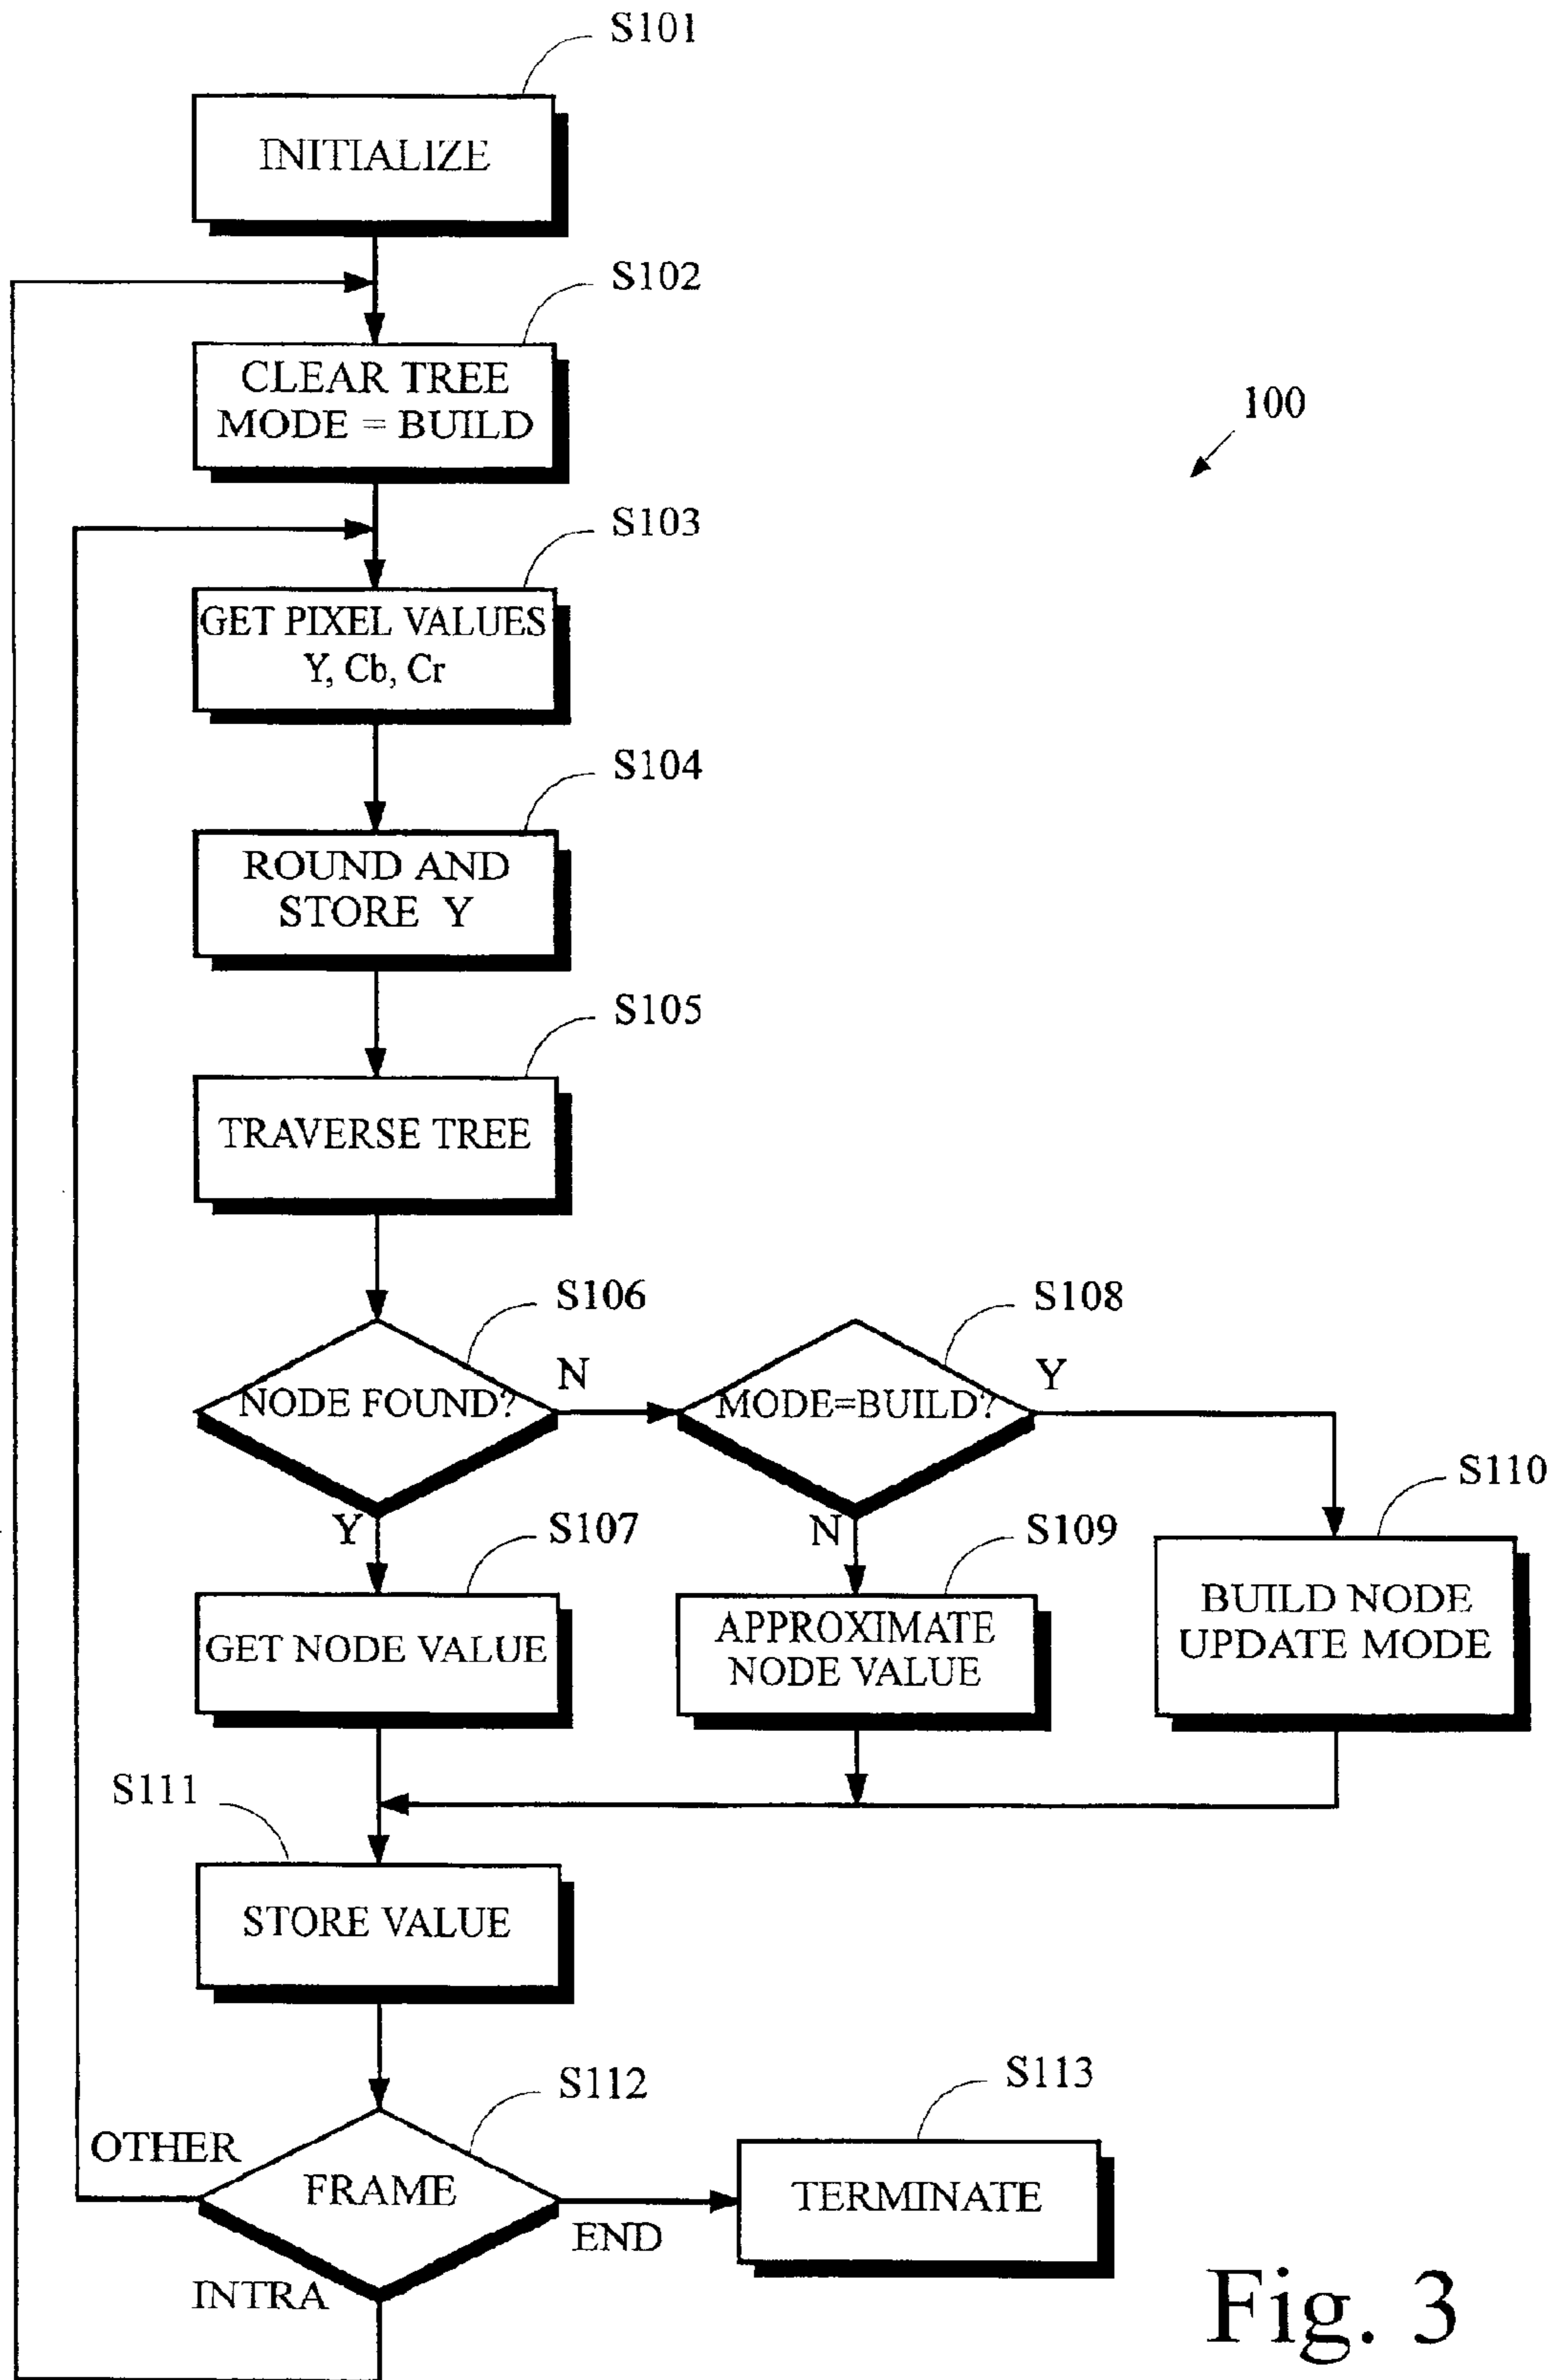 S101
INITIALIZE
S102
CLEAR TREE
MODE = BUILD
100
S103
GET PIXEL VALUES
Y, Cb, Cr
S104
ROUND AND
STORE Y
S105
TRAVERSE TREE
S106
NODE FOUND?
N
S108
MODE=BUILD?
Y
S110
BUILD NODE
UPDATE MODE
Y
S107
GET NODE VALUE
N
S109
APPROXIMATE
NODE VALUE
S111
STORE VALUE
S112
FRAME
OTHER
INTRA
END
S113
TERMINATE
Fig. 3